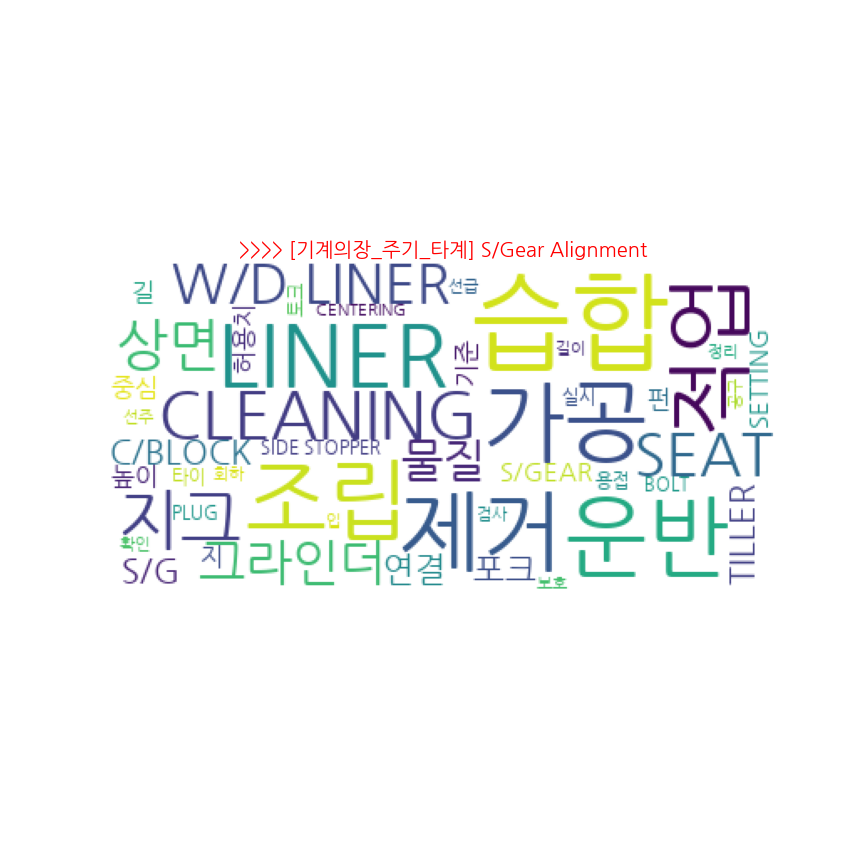 >>>> [기계의장_주기_타계] S/Gear Alignment
길
W/D LINER
선급
토크
CENTERING
습합
적업
상면
LINER
허용치
기준
길이
정리
SETTING
중심
선주
CLEANING
가공
실시
펀
공구
C/BLOCK
SIDE STOPPER
물질
SEAT
높이
타이
회하
조립
S/GEAR
용접
BOLT
지그
PLUG
입
제거
검사
운반
TILLER
확인
S/G
치
그라인더
연결
포크
보호